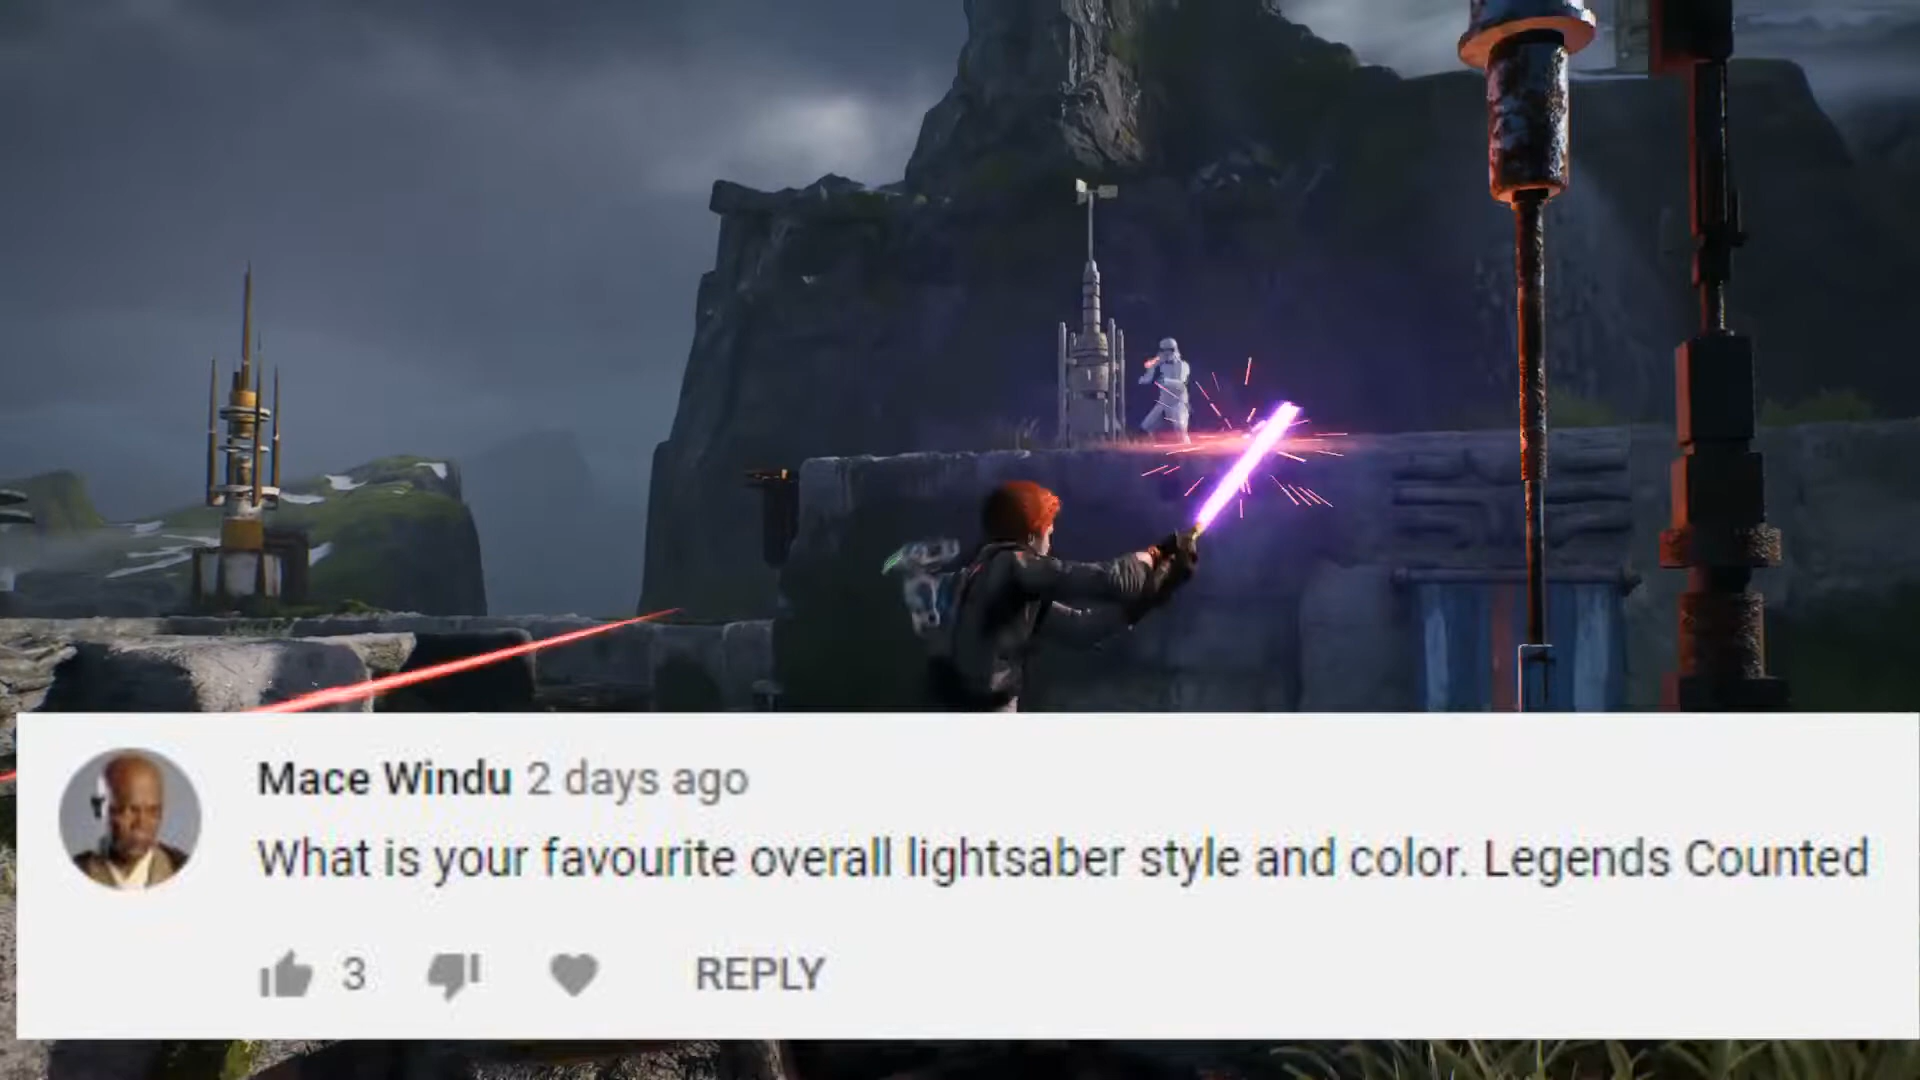 Mace Windu 2 days ago
What is your favourite overall lightsaber style and color. Legends Counted
3 REPLY